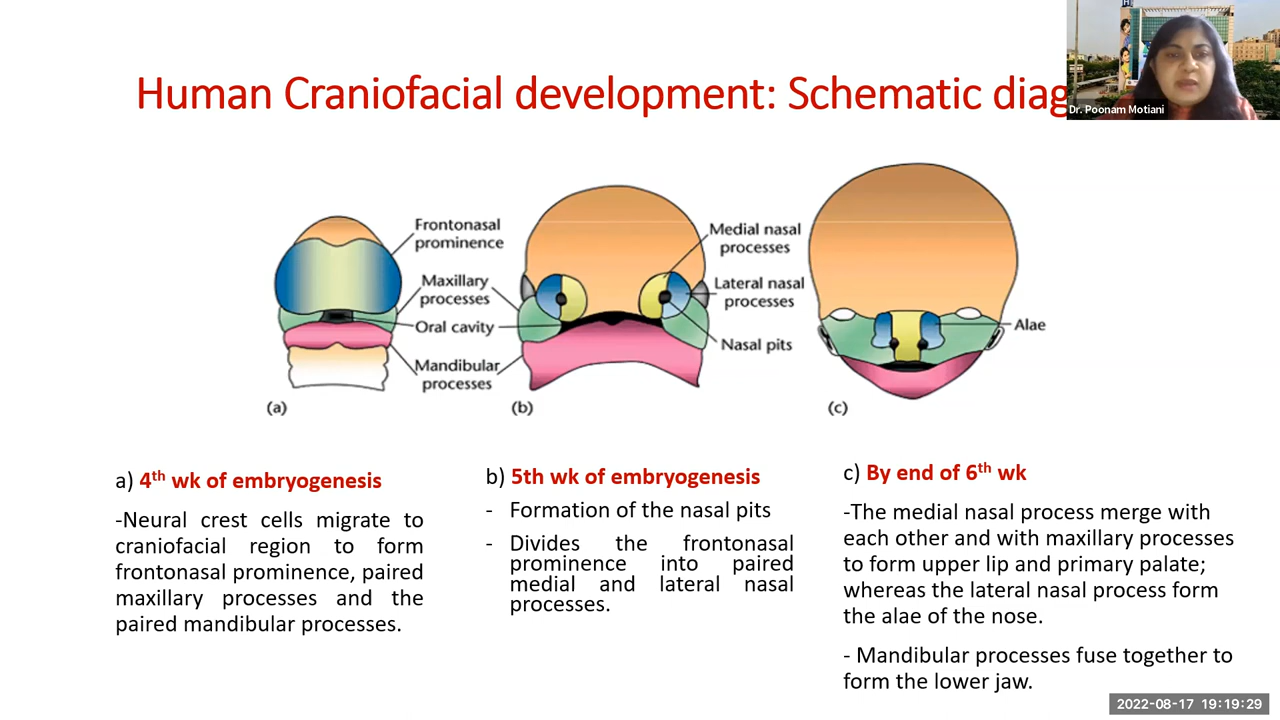 Human Craniofacial development: Schematic diag
Dr. Poonam Motiani
H
Frontonasal
prominence
Maxillary
processes
Oral cavity
Mandibular
processes
(a)
Medial nasal
processes
Lateral nasal
processes
Nasal pits
(b)
Alae
(c)
a) 4th wk of embryogenesis
-Neural crest cells migrate to
craniofacial region to form
frontonasal prominence, paired
maxillary processes and the
paired mandibular processes.
b) 5th wk of embryogenesis
- Formation of the nasal pits
- Divides the frontonasal
prominence into paired
medial and lateral nasal
processes.
c) By end of 6th wk
-The medial nasal process merge with
each other and with maxillary processes
to form upper lip and primary palate;
whereas the lateral nasal process form
the alae of the nose.
- Mandibular processes fuse together to
form the lower jaw.
2022-08-17 19:19:29